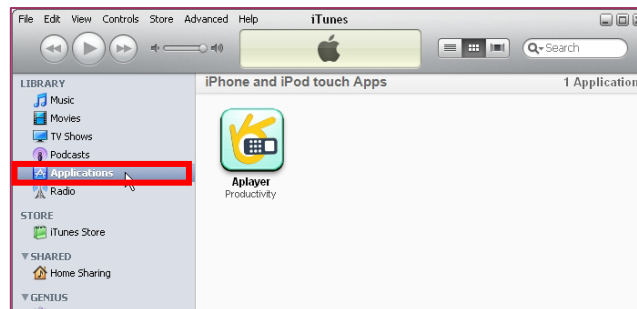 File Edit View Controls Store Advanced Help iTunes
Search
LIBRARY
iPhone and iPod touch Apps 1 Application
Music
Movies
TV Shows
Podcasts
Applications
Radio
Aplayer
Productivity
STORE
iTunes Store
SHARED
Home Sharing
GENIUS